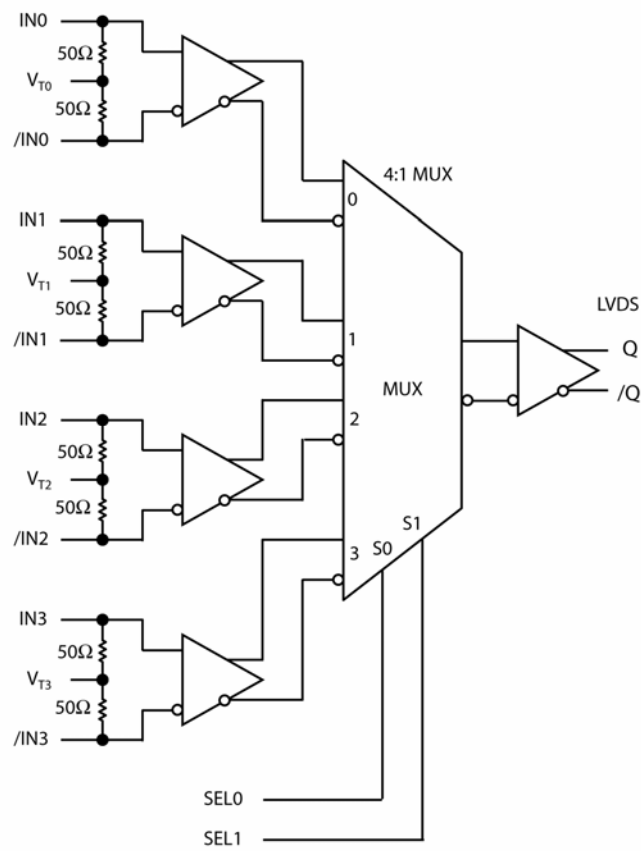 IN0
50Ω
VT0
50Ω
/IN0
4:1 MUX
0
IN1
50Ω
VT1
50Ω
/IN1
1
LVDS
Q
/Q
MUX
IN2
50Ω
VT2
50Ω
/IN2
2
S1
S0
3
IN3
50Ω
VT3
50Ω
/IN3
SEL0
SEL1